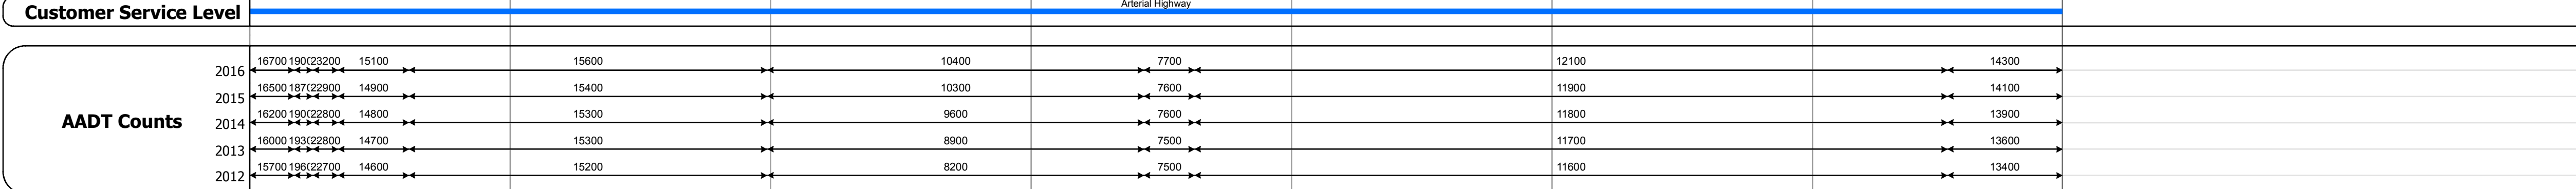 Arterial Highway
Customer Service Level
16700 23200 15100 15600 10400 7700 12100 14300
2016
16500 22900 14900 15400 10300 7600 11900 14100
2015
16200 22800 14800 15300 9600 7600 11800 13900
AADT Counts 2014
16000 22800 14700 15300 8900 7500 11700 13600
2013
15700 22700 14600 15200 8200 7500 11600 13400
2012